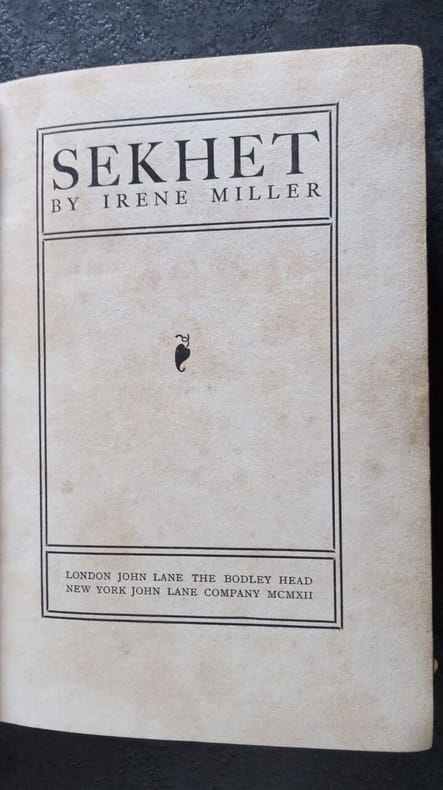 SEKHET
BY IRENE MILLER
LONDON JOHN LANE THE BODLEY HEAD
NEW YORK JOHN LANE COMPANY MCMXII